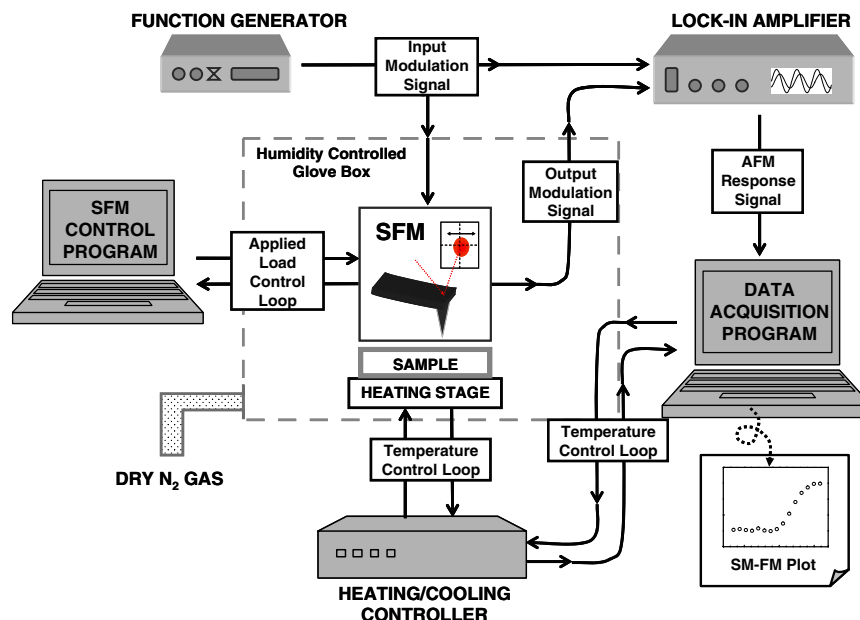 FUNCTION GENERATOR
LOCK-IN AMPLIFIER
Input
Modulation
Signal
Humidity Controlled
Glove Box
Output
Modulation
Signal
AFM
Response
Signal
SFM
CONTROL
PROGRAM
Applied
Load
Control
Loop
SFM
DATA
ACQUISITION
PROGRAM
SAMPLE
HEATING STAGE
Temperature
Control Loop
Temperature
Control Loop
DRY N₂ GAS
SM-FM Plot
HEATING/COOLING
CONTROLLER